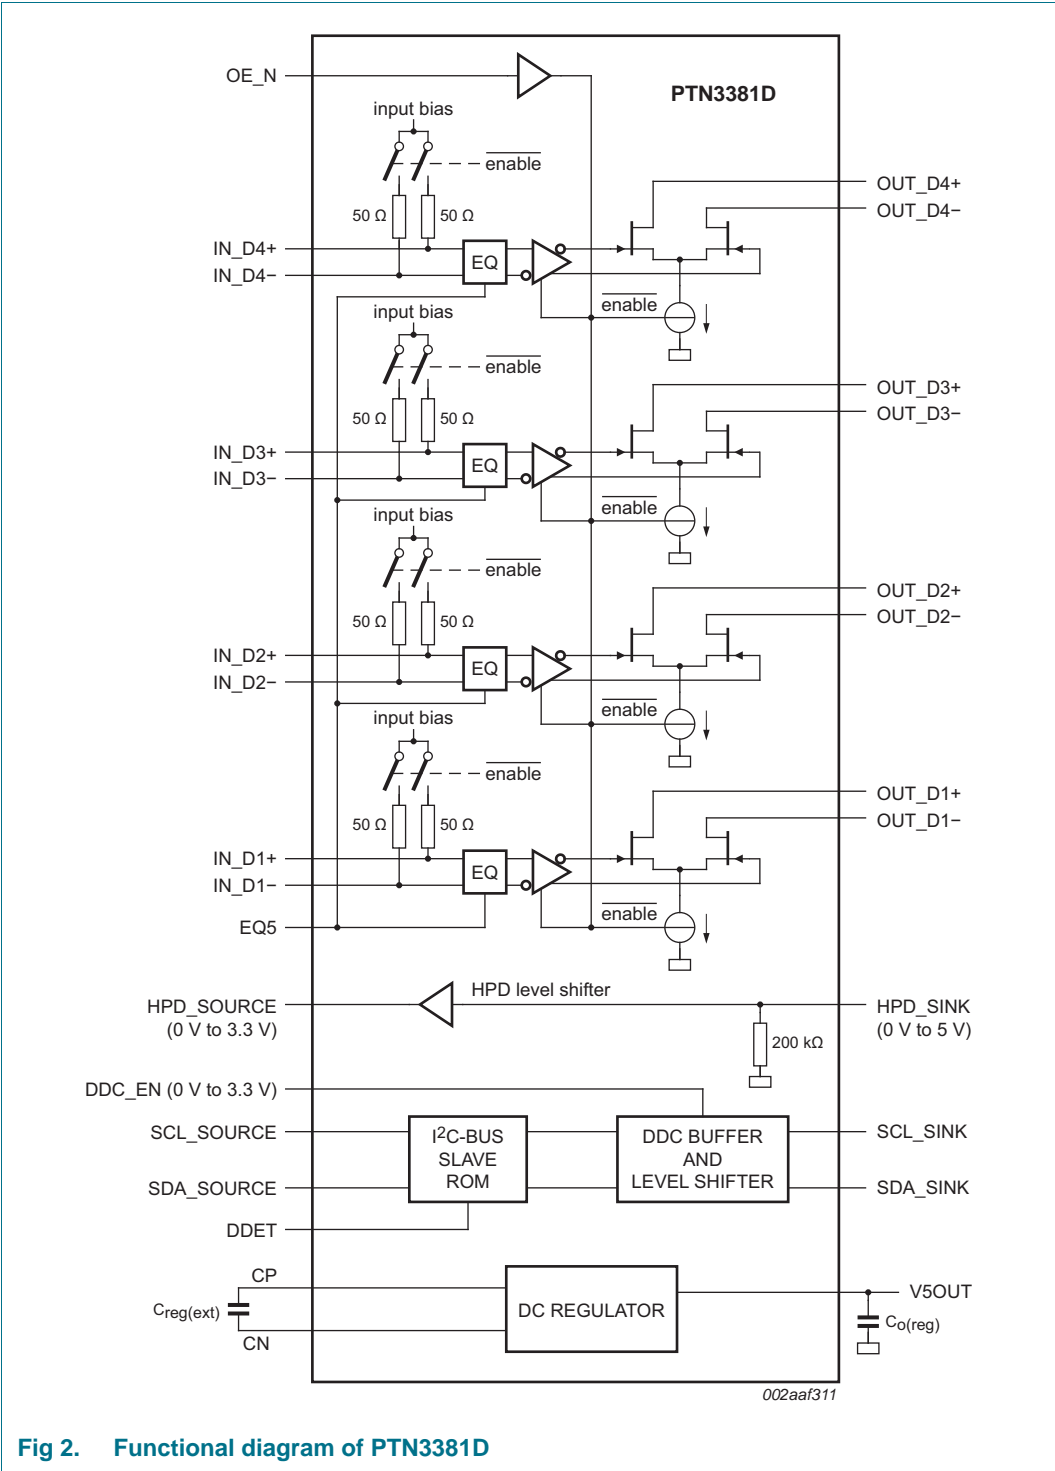 OE_N
PTN3381D
input bias
enable
50 Ω
50 Ω
OUT_D4+
OUT_D4−
IN_D4+
IN_D4−
EQ
enable
input bias
enable
50 Ω
50 Ω
OUT_D3+
OUT_D3−
IN_D3+
IN_D3−
EQ
enable
input bias
enable
50 Ω
50 Ω
OUT_D2+
OUT_D2−
IN_D2+
IN_D2−
EQ
enable
input bias
enable
50 Ω
50 Ω
OUT_D1+
OUT_D1−
IN_D1+
IN_D1−
EQ
enable
EQ5
HPD level shifter
HPD_SOURCE
(0 V to 3.3 V)
HPD_SINK
(0 V to 5 V)
200 kΩ
DDC_EN (0 V to 3.3 V)
SCL_SOURCE
I2C-BUS
SLAVE
ROM
DDC BUFFER
AND
LEVEL SHIFTER
SCL_SINK
SDA_SOURCE
SDA_SINK
DDET
CP
Creg(ext)
CN
DC REGULATOR
V5OUT
Co(reg)
002aaf311
Fig 2. Functional diagram of PTN3381D